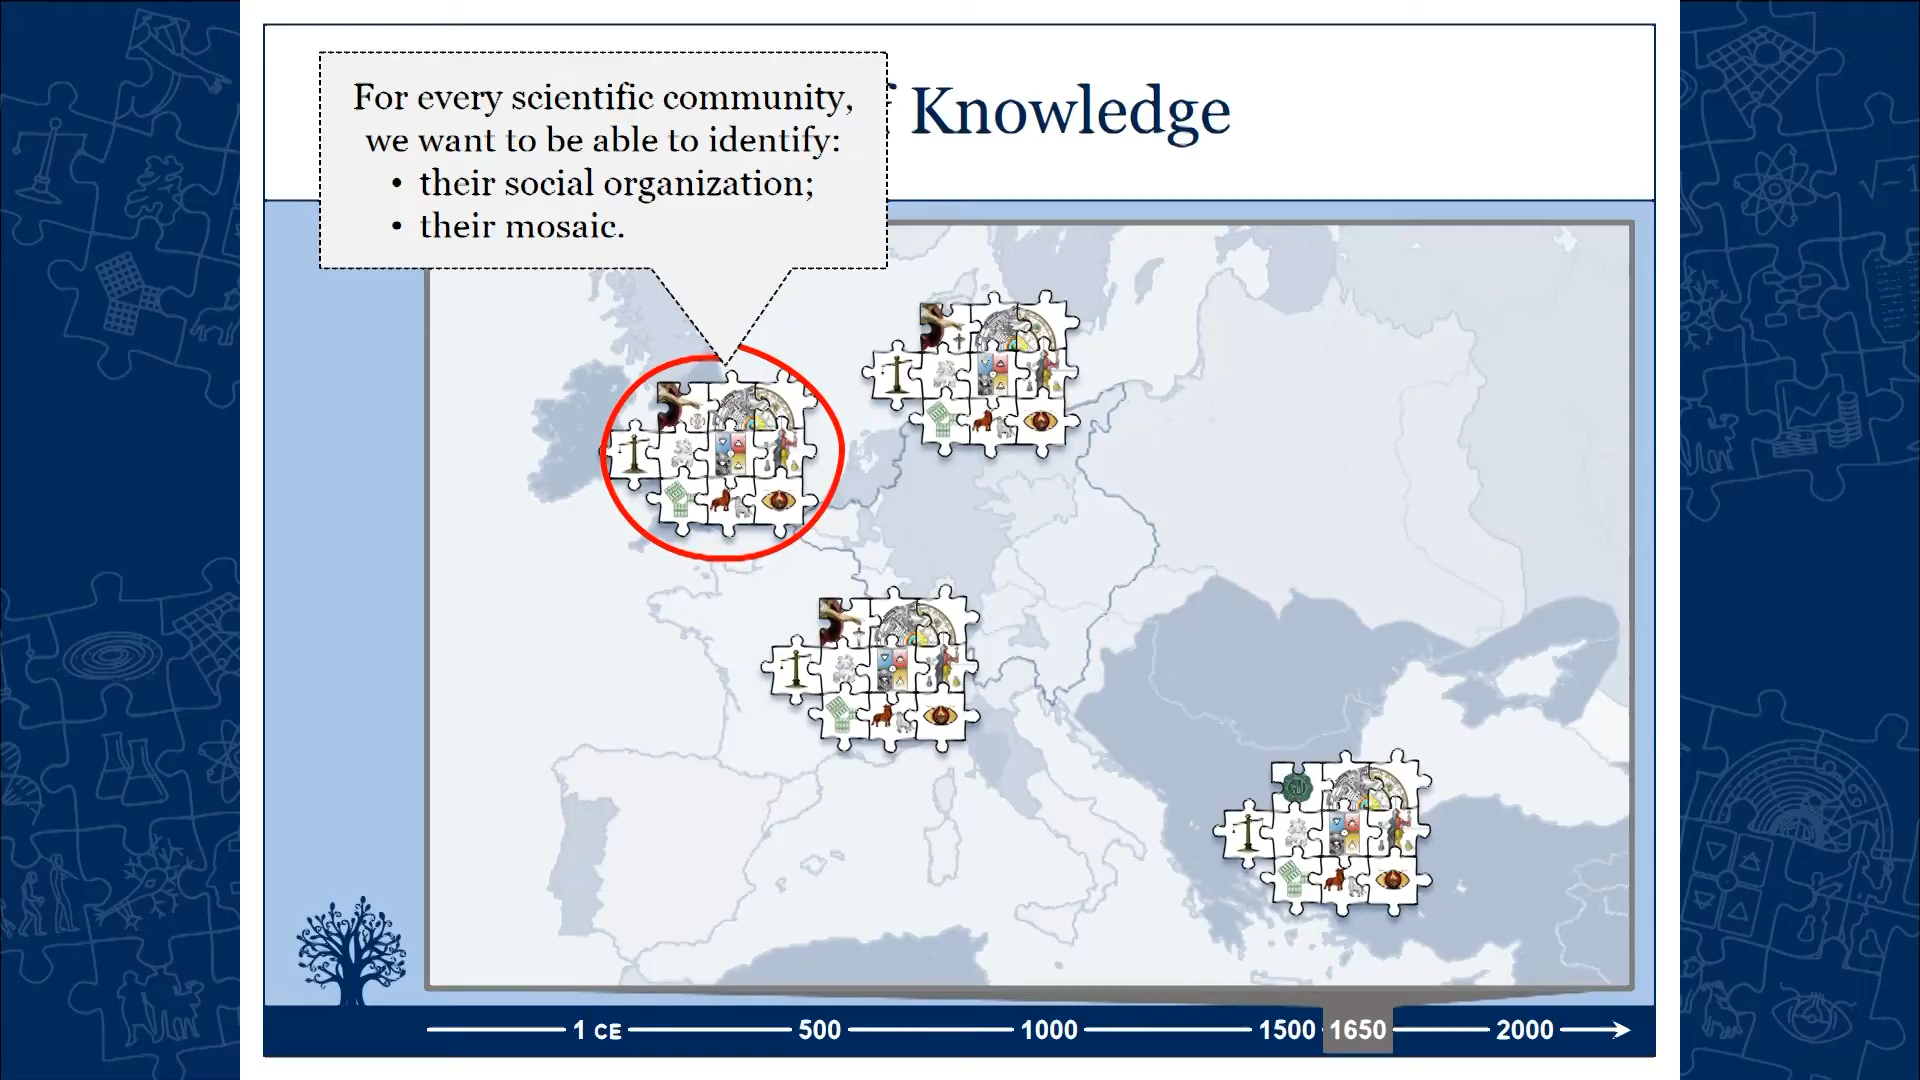 For every scientific community,
we want to be able to identify:
• their social organization;
• their mosaic.
Knowledge
1 CE
500
1000
1500
1650
2000